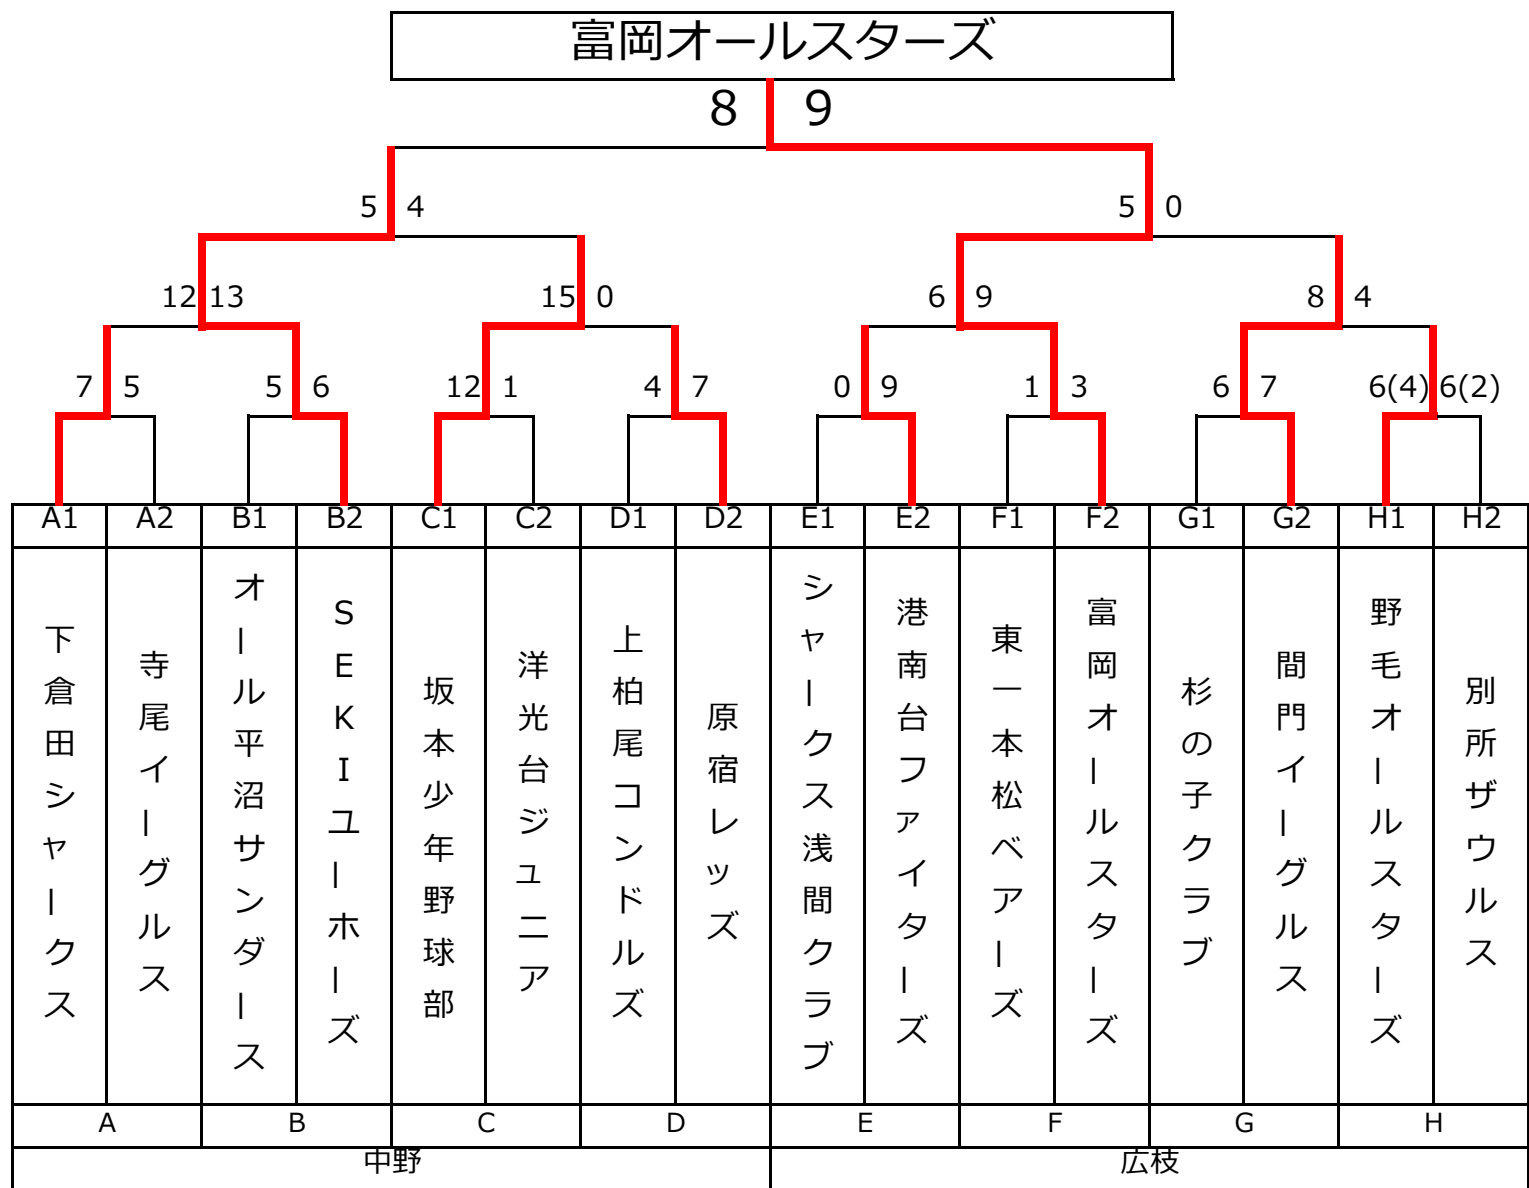 富岡オールスターズ
8 9
5 4 5 0
12 13 15 0 6 9 8 4
7 5 5 6 12 1 4 7 0 9 1 3 6 7 6(4) 6(2)
A1 A2 B1 B2 C1 C2 D1 D2 E1 E2 F1 F2 G1 G2 H1 H2
下倉田シャークス
寺尾イーグルス
オール平沼サンダース
SEKIユーホーズ
坂本少年野球部
洋光台ジュニア
上柏尾コンドルズ
原宿レッズ
シャークス浅間クラブ
港南台ファイターズ
東一本松ベアーズ
富岡オールスターズ
杉の子クラブ
間門イーグルス
野毛オールスターズ
別所ザウルス
A B C D E F G H
中野 広枝